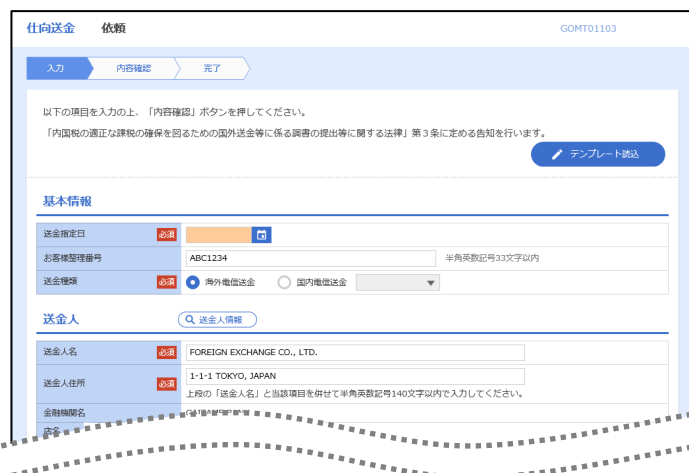 仕向送金 依頼 GOMT01103
入力 内容確認 完了
以下の項目を入力の上、「内容確認」ボタンを押してください。
「内国税の適正な課税の確保を図るための国外送金等に係る調書の提出等に関する法律」第3条に定める告知を行います。
テンプレート読込
基本情報
送金指定日 必須
お客様整理番号 ABC1234 半角英数記号33文字以内
送金種類 必須 海外電信送金 国内電信送金
送金人 送金人情報
送金人名 必須 FOREIGN EXCHANGE CO., LTD.
送金人住所 必須 1-1-1 TOKYO, JAPAN
上段の「送金人名」と当該項目を併せて半角英数記号140文字以内で入力してください。
金融機関名
店名